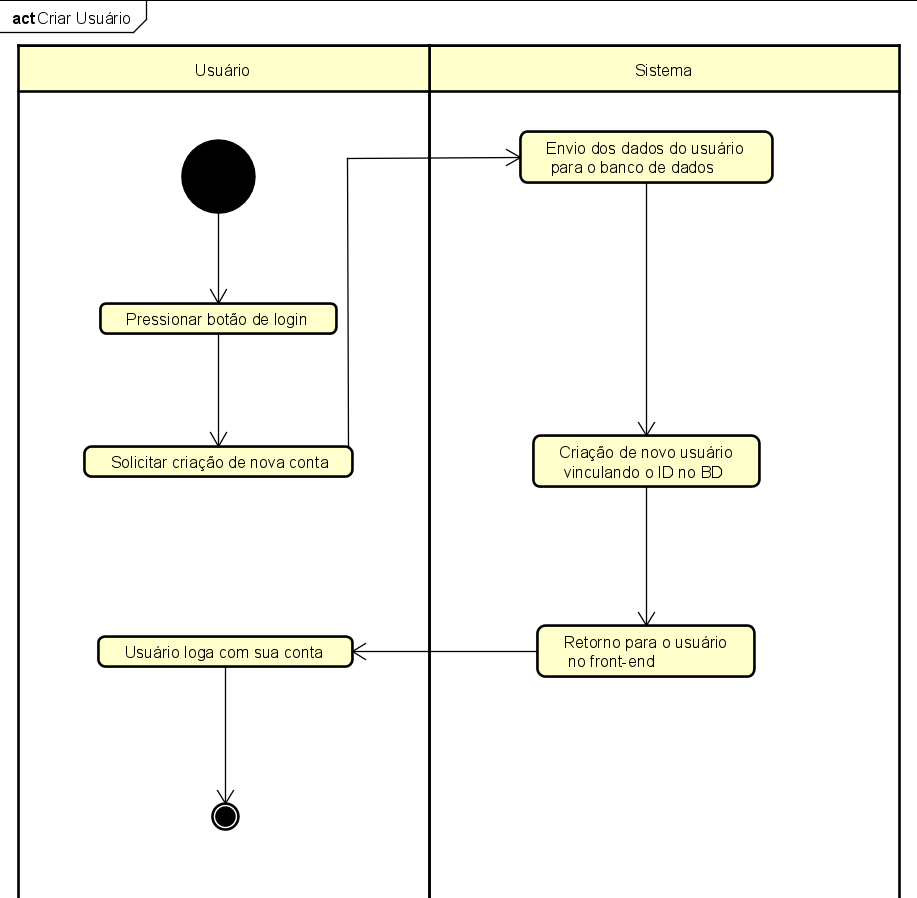 act Criar Usuário
Usuário
Sistema
Envio dos dados do usuário
para o banco de dados
Pressionar botão de login
Solicitar criação de nova conta
Criação de novo usuário
vinculando o ID no BD
Retorno para o usuário
no front-end
Usuário loga com sua conta